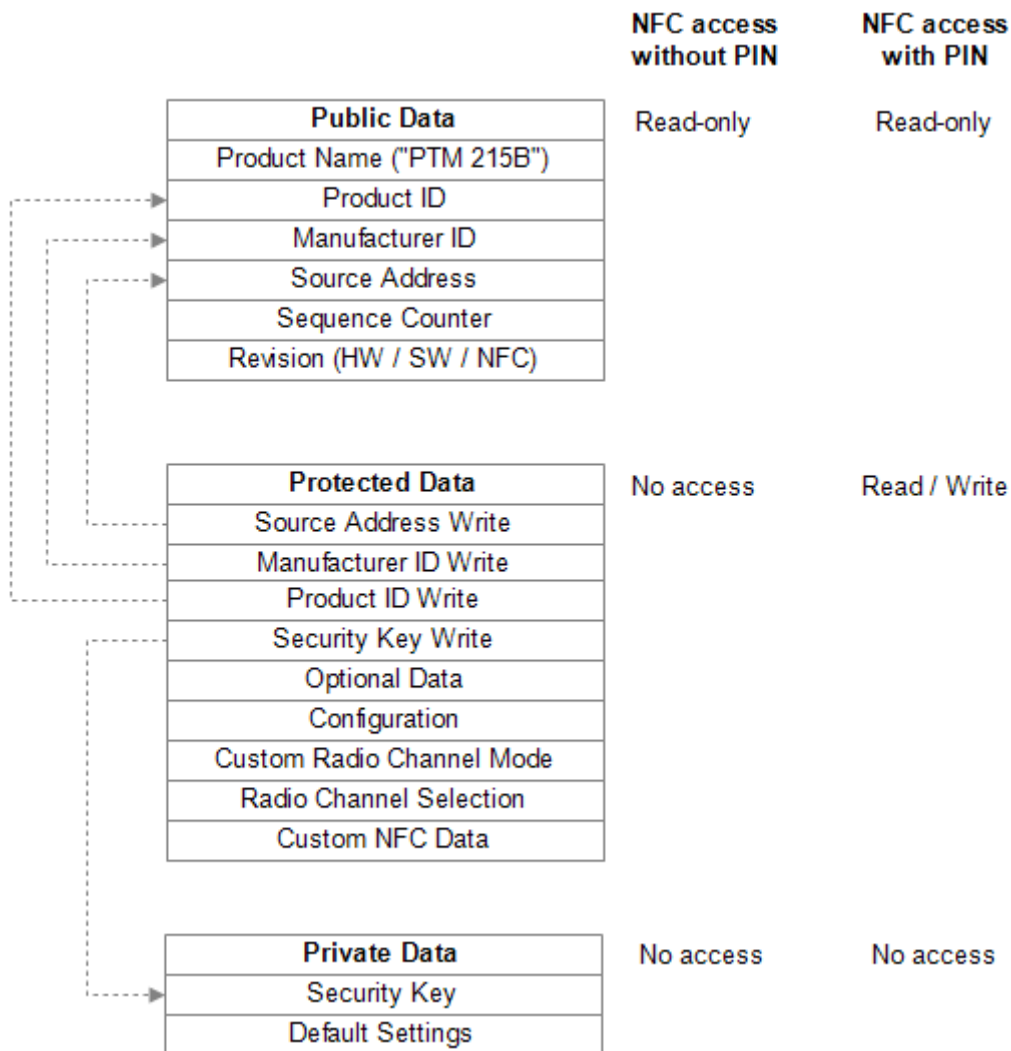 NFC access without PIN
NFC access with PIN
Public Data
Read-only
Read-only
Product Name ("PTM 215B")
Product ID
Manufacturer ID
Source Address
Sequence Counter
Revision (HW / SW / NFC)
Protected Data
No access
Read / Write
Source Address Write
Manufacturer ID Write
Product ID Write
Security Key Write
Optional Data
Configuration
Custom Radio Channel Mode
Radio Channel Selection
Custom NFC Data
Private Data
No access
No access
Security Key
Default Settings